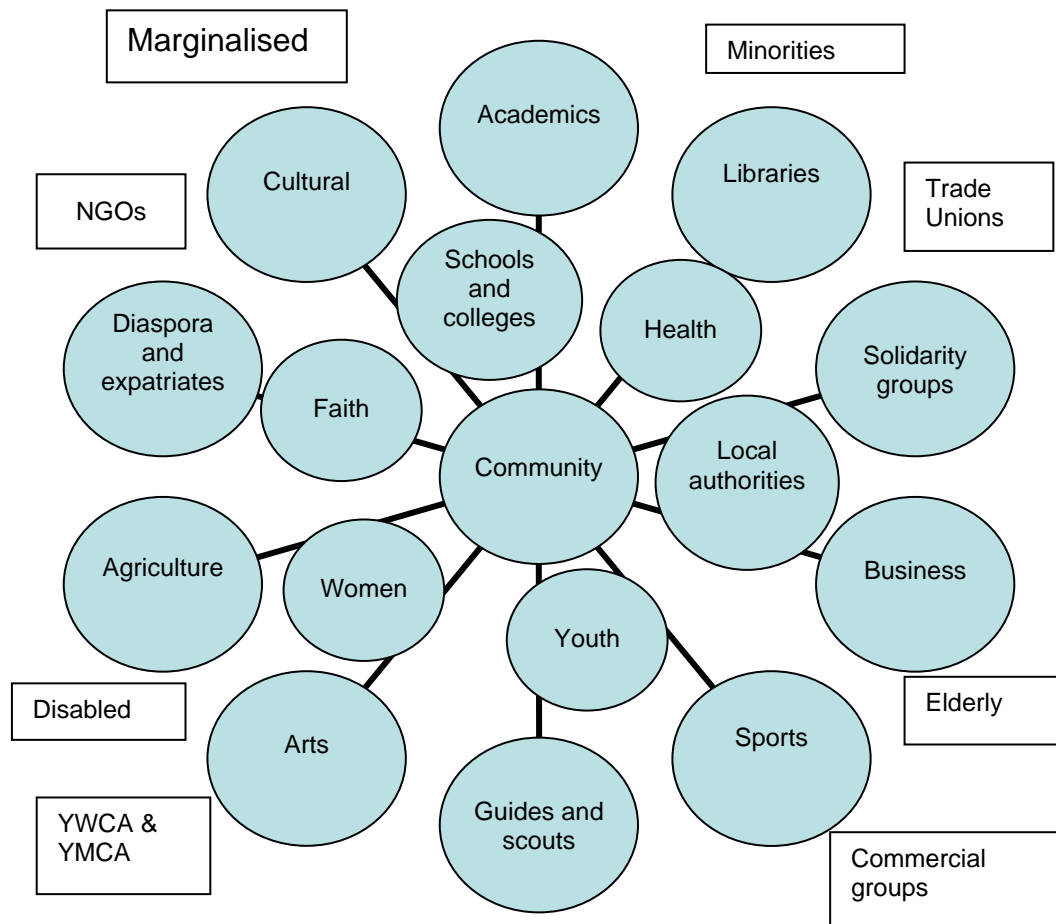 Marginalised
Minorities
Academics
Cultural
Libraries
NGOs
Trade
Unions
Schools
and
colleges
Health
Diaspora
and
expatriates
Solidarity
groups
Faith
Community
Local
authorities
Agriculture
Women
Business
Youth
Disabled
Elderly
Arts
Sports
YWCA &
YMCA
Guides and
scouts
Commercial
groups